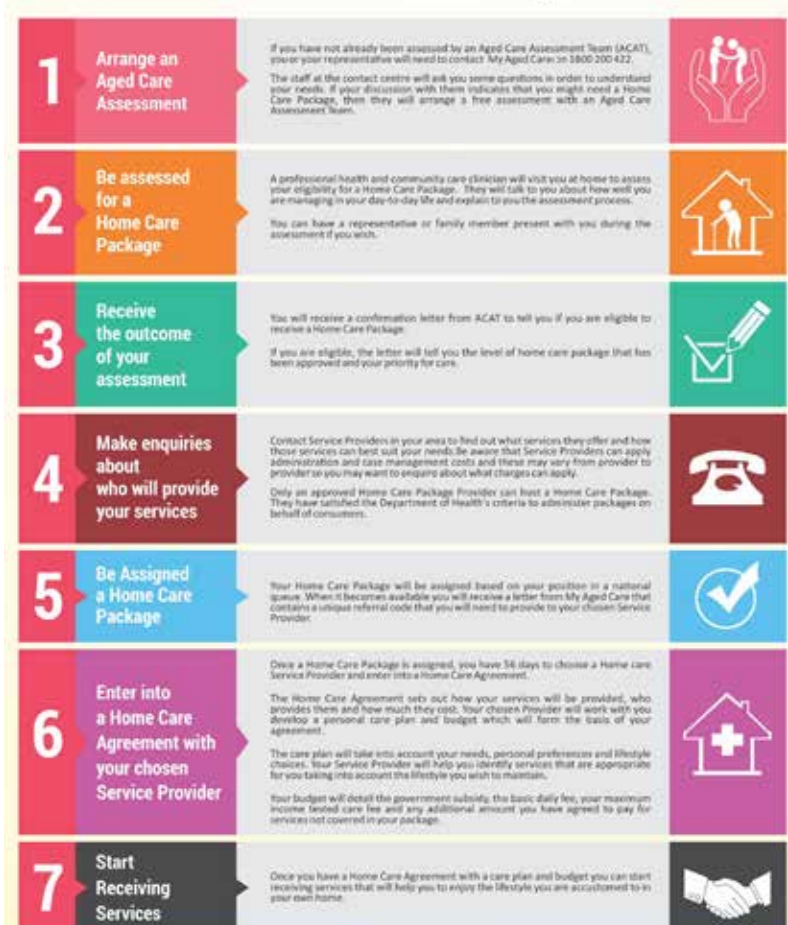 1
Arrange an
Aged Care
Assessment
If you have not already been assessed by an Aged Care Assessment Team (ACAT),
you or your representative will need to contact My Aged Care on 1800 200 422.
The staff at the contact centre will ask you some questions in order to understand
your needs. If your discussion with them indicates that you might need a Home
Care Package, then they will arrange a free assessment with an Aged Care
Assessment Team.
2
Be assessed
for a
Home Care
Package
A professional health and community care clinician will visit you at home to assess
your eligibility for a Home Care Package. They will talk to you about how well you
are managing in your day-to-day life and explain to you the assessment process.
You can have a representative or family member present with you during the
assessment if you wish.
3
Receive
the outcome
of your
assessment
You will receive a confirmation letter from ACAT to tell you if you are eligible to
receive a Home Care Package.
If you are eligible, the letter will tell you the level of home care package that has
been approved and your priority for care.
4
Make enquiries
about
who will provide
your services
Contact Service Providers in your area to find out what services they offer and how
those services can best suit your needs. Be aware that Service Providers can apply
administration and case management costs and these may vary from provider to
provider so you may want to enquire about what charges can apply.
Only an approved Home Care Package Provider can host a Home Care Package.
They have satisfied the Department of Health's criteria to administer packages on
behalf of consumers.
5
Be Assigned
a Home Care
Package
Your Home Care Package will be assigned based on your position in a national
queue. When it becomes available you will receive a letter from My Aged Care that
contains a unique referral code that you will need to provide to your chosen Service
Provider.
6
Enter into
a Home Care
Agreement with
your chosen
Service Provider
Once a Home Care Package is assigned, you have 56 days to choose a Home care
Service Provider and enter into a Home Care Agreement.
The Home Care Agreement sets out how your services will be provided, who
provides them and how much they cost. Your chosen Provider will work with you
develop a personal care plan and budget which will form the basis of your
agreement.
The care plan will take into account your needs, personal preferences and lifestyle
choices. Your Service Provider will help you identify services that are appropriate
for you taking into account the lifestyle you wish to maintain.
Your budget will detail the government subsidy, the basic daily fee, your maximum
income tested care fee and any additional amount you have agreed to pay for
services not covered in your package.
7
Start
Receiving
Services
Once you have a Home Care Agreement with a care plan and budget you can start
receiving services that will help you to enjoy the lifestyle you are accustomed to in
your own home.